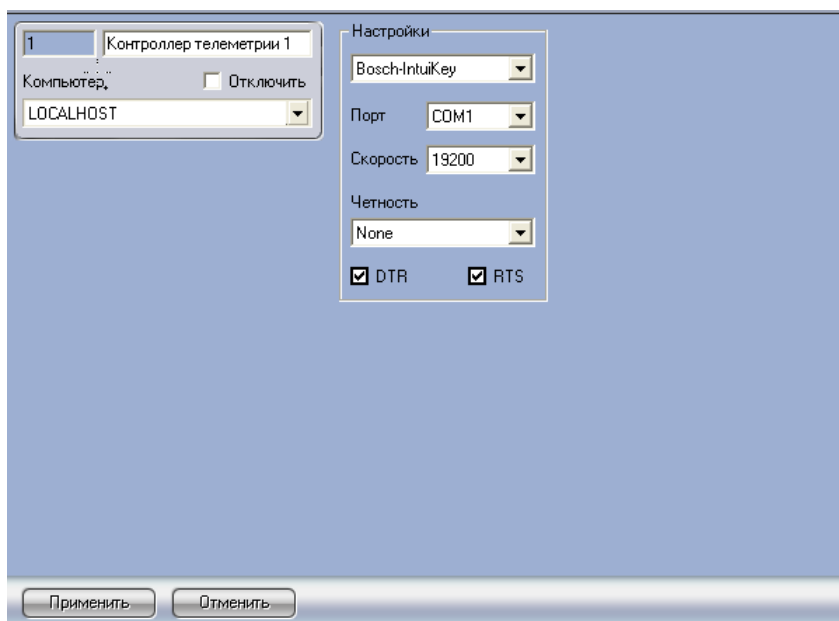 1
Контроллер телеметрии 1
Компьютер
Отключить
LOCALHOST
Настройки
Bosch-IntuiKey
Порт
COM1
Скорость
19200
Четность
None
DTR
RTS
Применить
Отменить